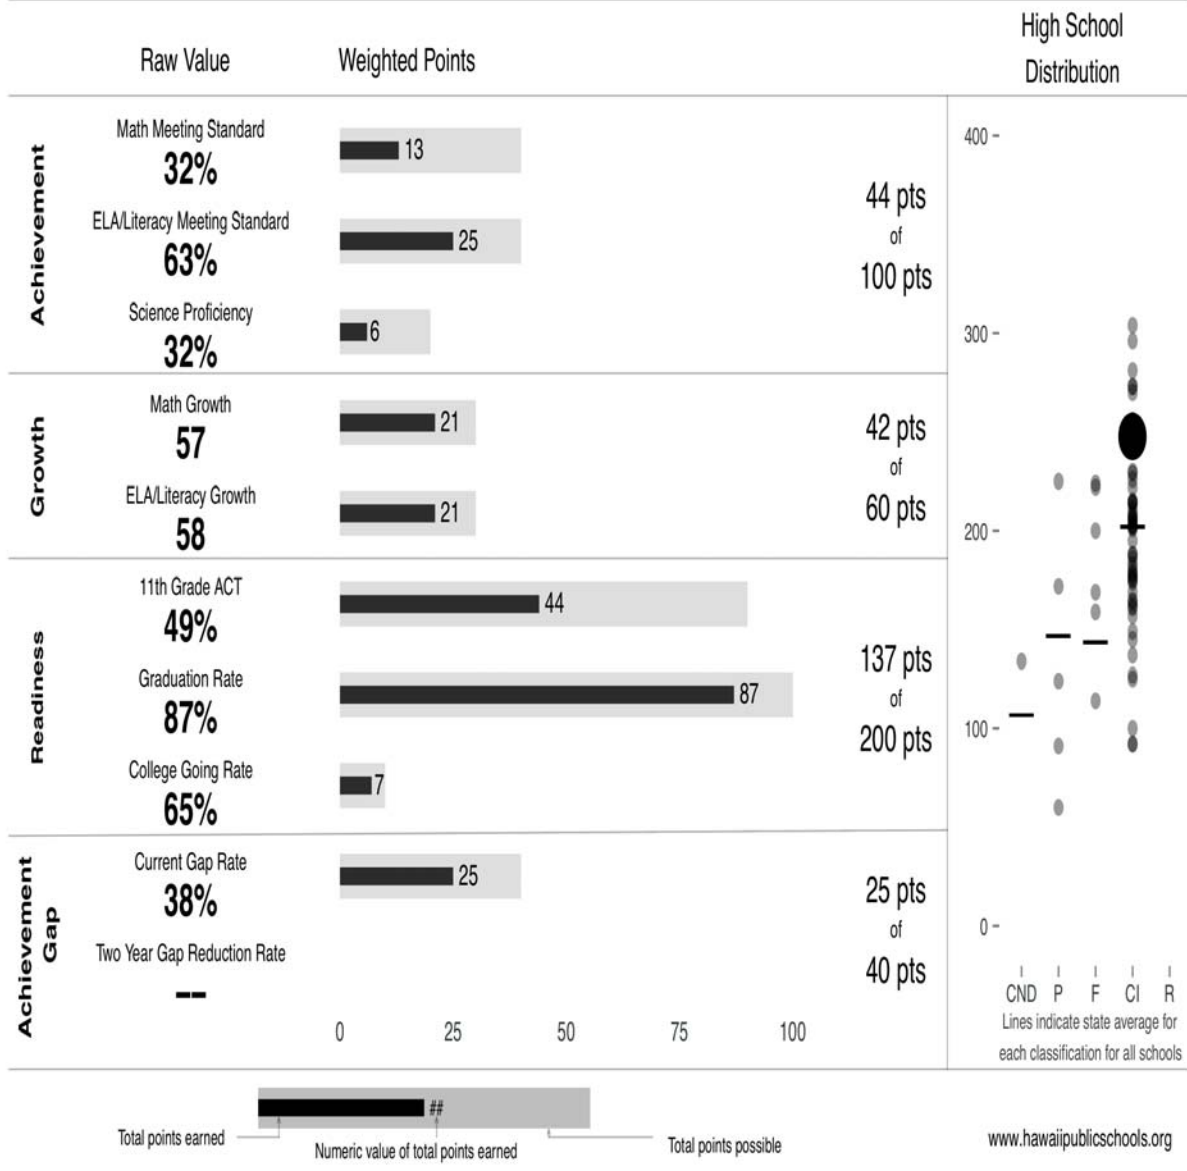 Raw Value
Weighted Points
High School
Distribution
Achievement
Math Meeting Standard
32%
13
ELA/Literacy Meeting Standard
63%
25
Science Proficiency
32%
6
44 pts
of
100 pts
Growth
Math Growth
57
21
ELA/Literacy Growth
58
21
42 pts
of
60 pts
Readiness
11th Grade ACT
49%
44
Graduation Rate
87%
87
College Going Rate
65%
7
137 pts
of
200 pts
Achievement
Gap
Current Gap Rate
38%
25
Two Year Gap Reduction Rate
--
25 pts
of
40 pts
0 25 50 75 100
400
300
200
100
0
CND P F CI R
Lines indicate state average for
each classification for all schools
##
Total points earned
Numeric value of total points earned
Total points possible
www.hawaiipublicschools.org